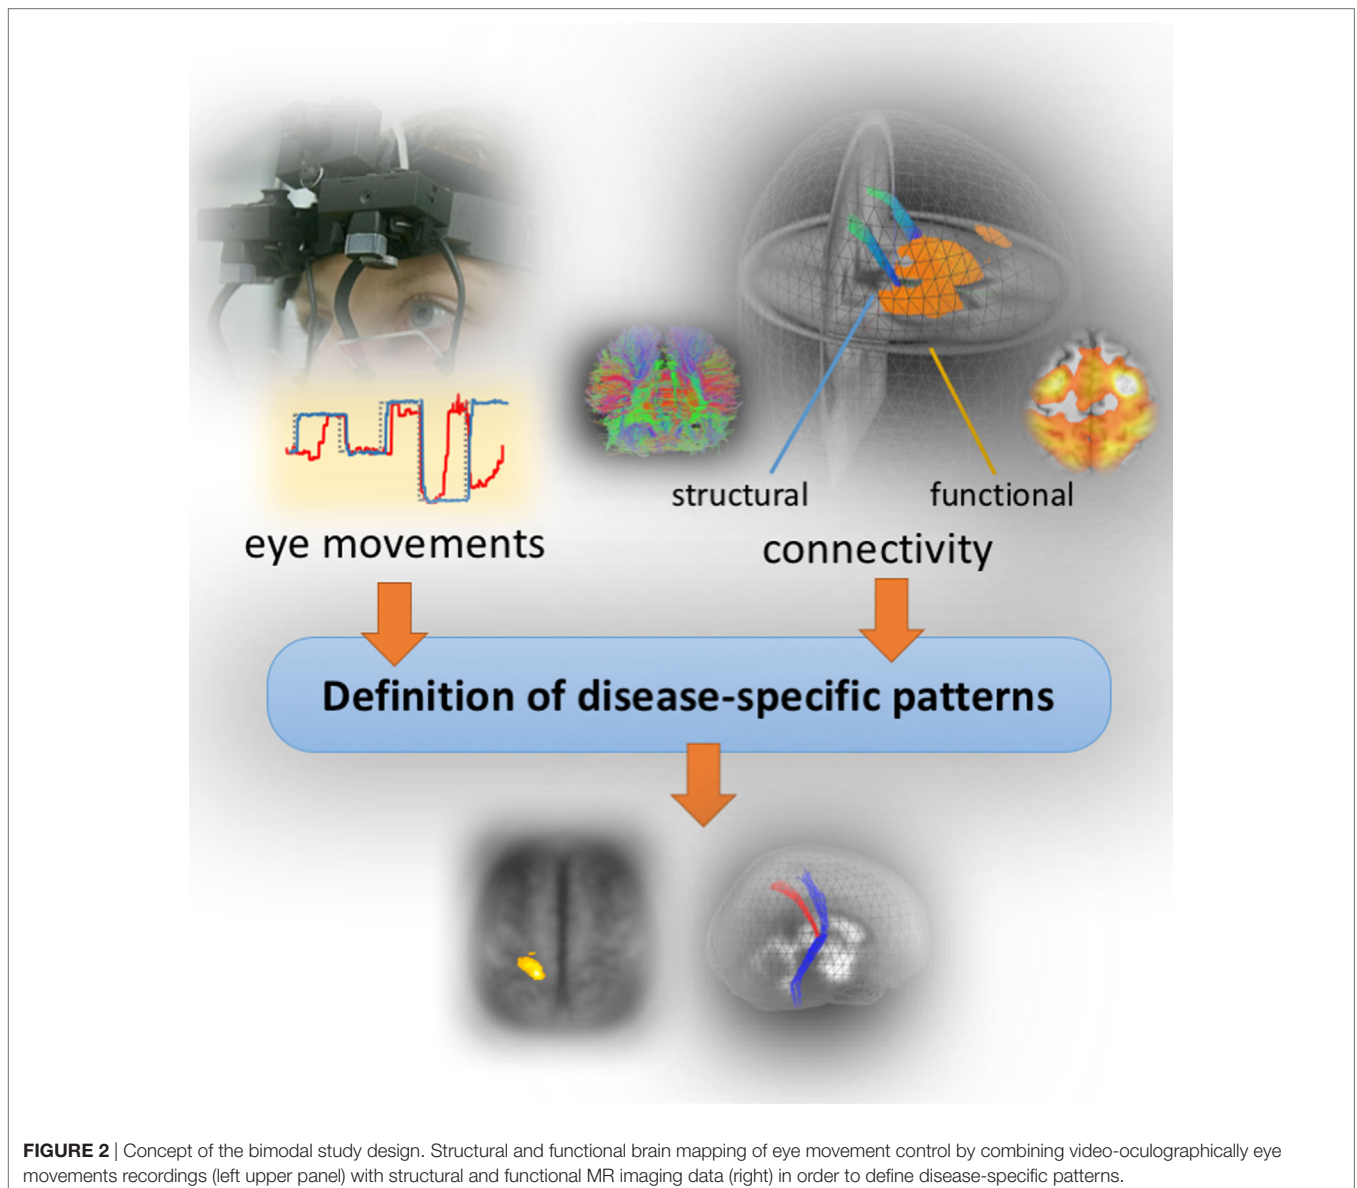 structural
functional
eye movements
connectivity
Definition of disease-specific patterns
FIGURE 2 | Concept of the bimodal study design. Structural and functional brain mapping of eye movement control by combining video-oculographically eye
movements recordings (left upper panel) with structural and functional MR imaging data (right) in order to define disease-specific patterns.